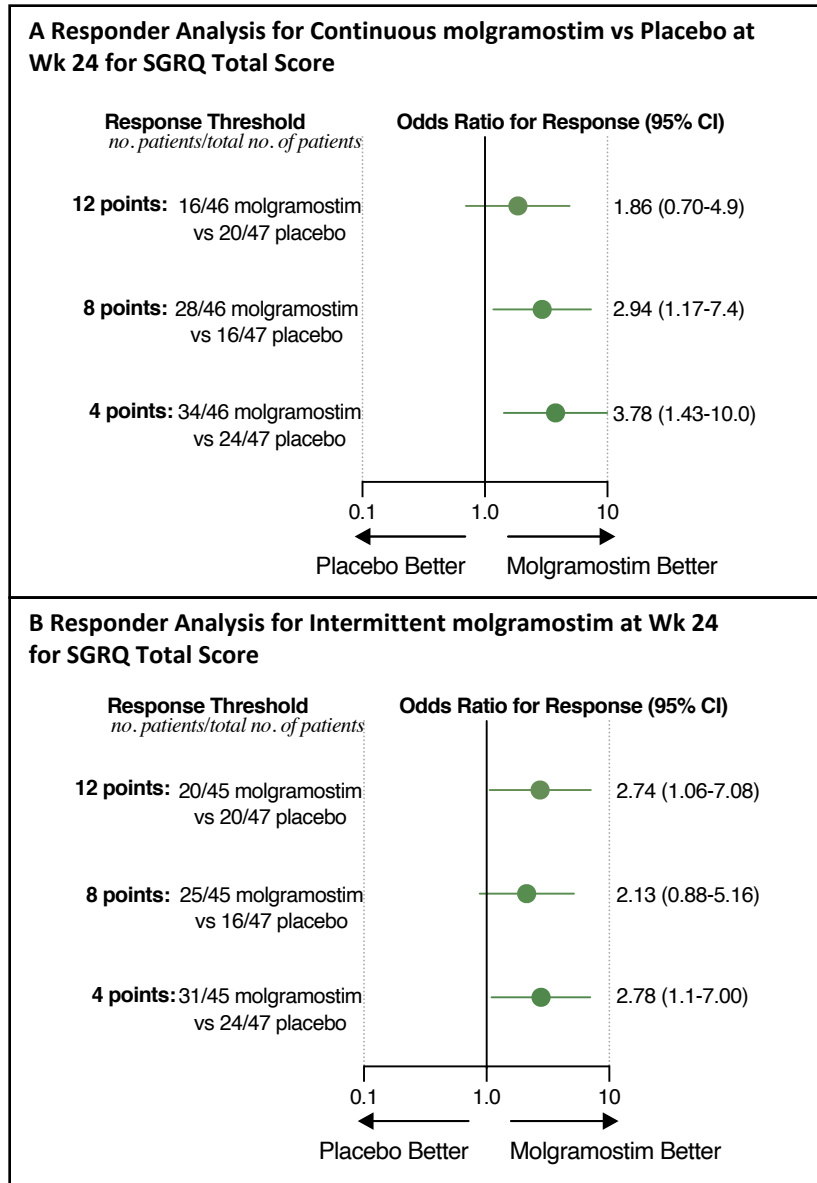 A Responder Analysis for Continuous molgramostim vs Placebo at
Wk 24 for SGRQ Total Score
Response Threshold
no. patients/total no. of patients
Odds Ratio for Response (95% CI)
12 points: 16/46 molgramostim
vs 20/47 placebo
1.86 (0.70-4.9)
8 points: 28/46 molgramostim
vs 16/47 placebo
2.94 (1.17-7.4)
4 points: 34/46 molgramostim
vs 24/47 placebo
3.78 (1.43-10.0)
0.1 1.0 10
Placebo Better Molgramostim Better
B Responder Analysis for Intermittent molgramostim at Wk 24
for SGRQ Total Score
Response Threshold
no. patients/total no. of patients
Odds Ratio for Response (95% CI)
12 points: 20/45 molgramostim
vs 20/47 placebo
2.74 (1.06-7.08)
8 points: 25/45 molgramostim
vs 16/47 placebo
2.13 (0.88-5.16)
4 points: 31/45 molgramostim
vs 24/47 placebo
2.78 (1.1-7.00)
0.1 1.0 10
Placebo Better Molgramostim Better